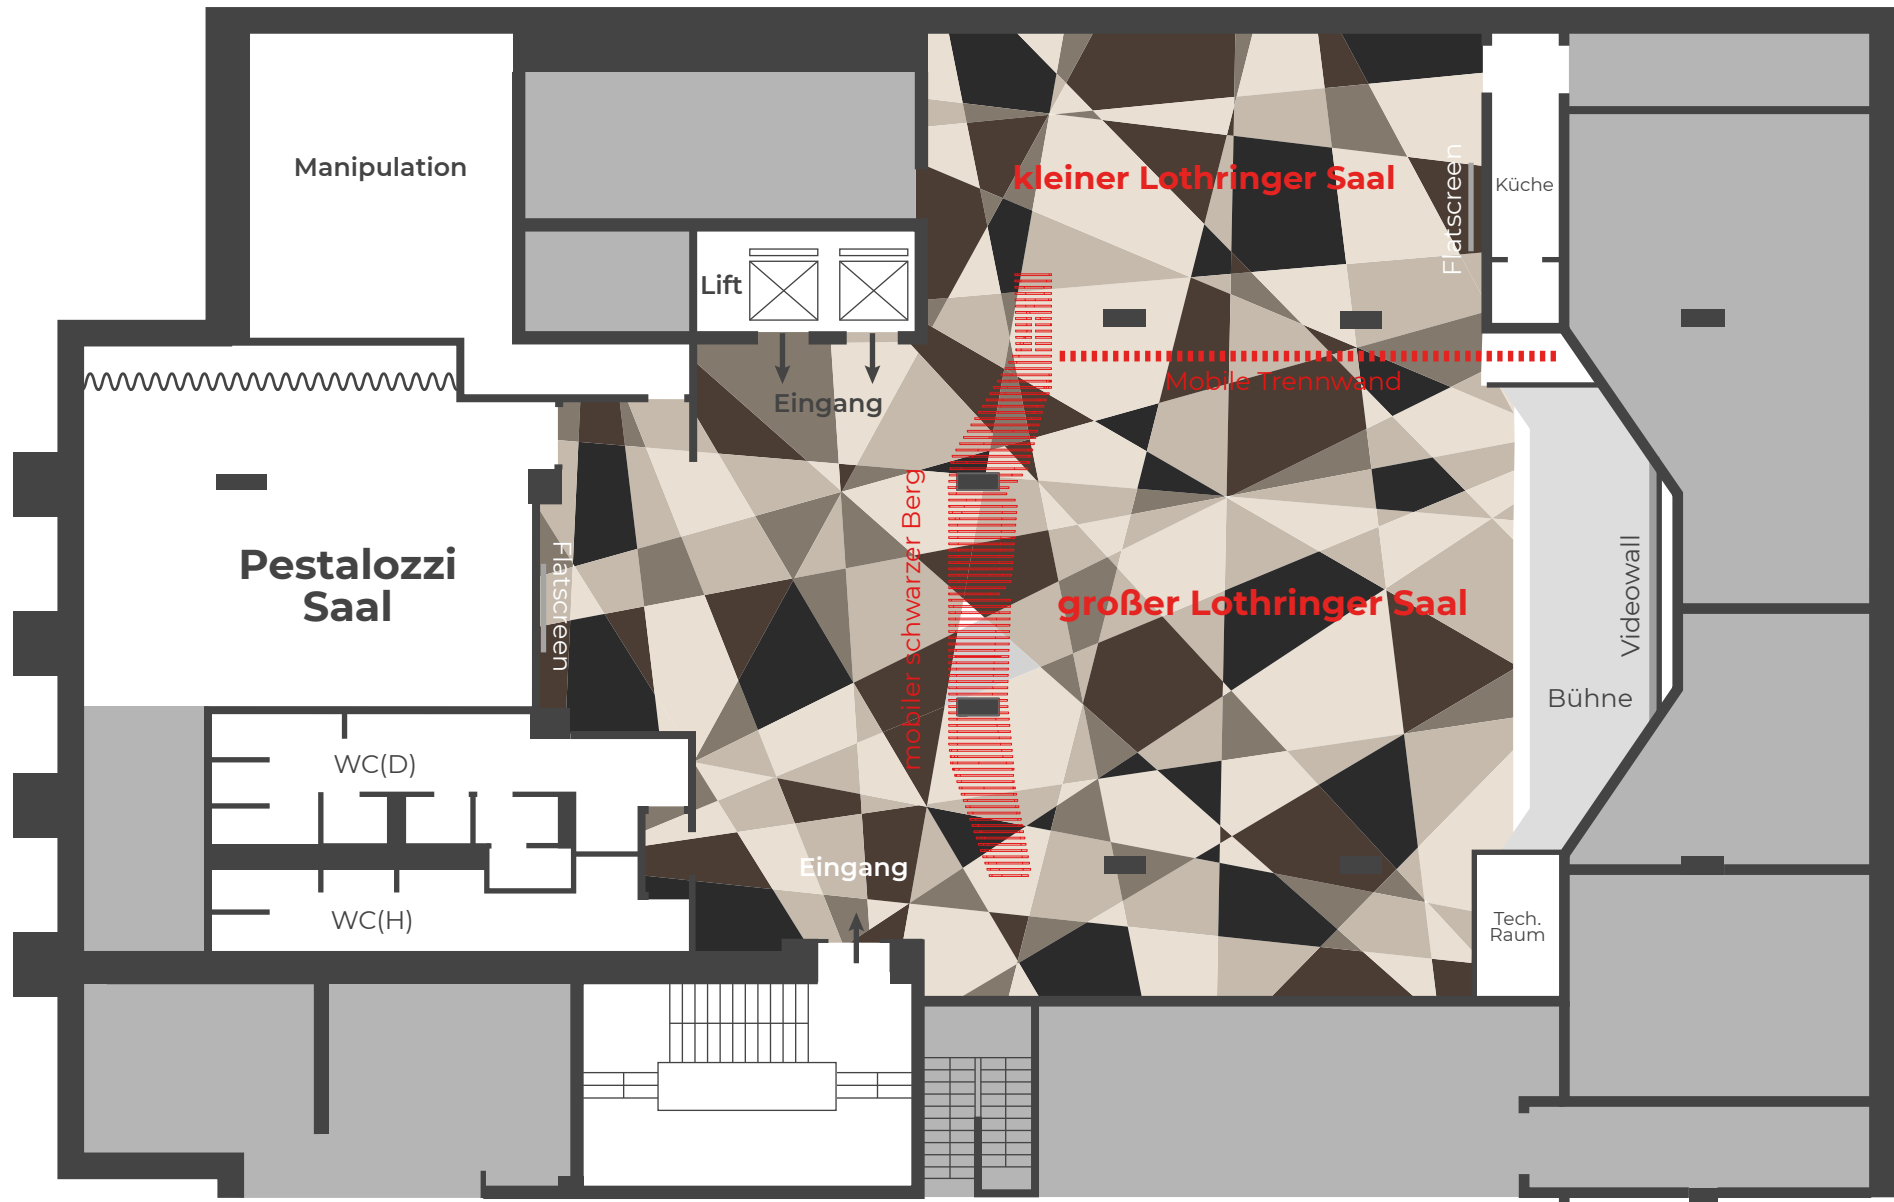 Manipulation
kleiner Lothringer Saal
Flatscreen
Küche
Lift
Mobile Trennwand
Eingang
mobiler schwarzer Berg
Pestalozzi
Saal
Flatscreen
großer Lothringer Saal
Videowall
Bühne
WC(D)
Eingang
WC(H)
Tech.
Raum